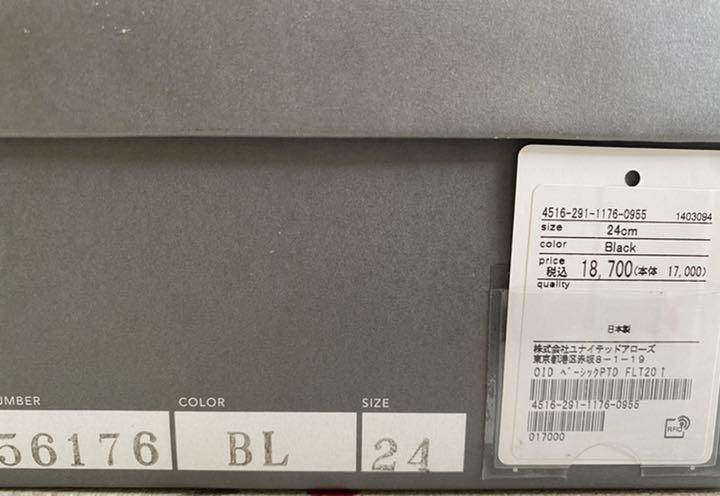 4516-291-1176-0955 1403094
size 24cm
color Black
price
税込 18,700(本体 17,000)
quality
日本製
株式会社ユナイテッドアローズ
東京都港区赤坂8-1-19
OID ベーシックPTD FLT20↑
4516-291-1176-0955
017000
RFID
UMBER COLOR SIZE
56176 BL 24